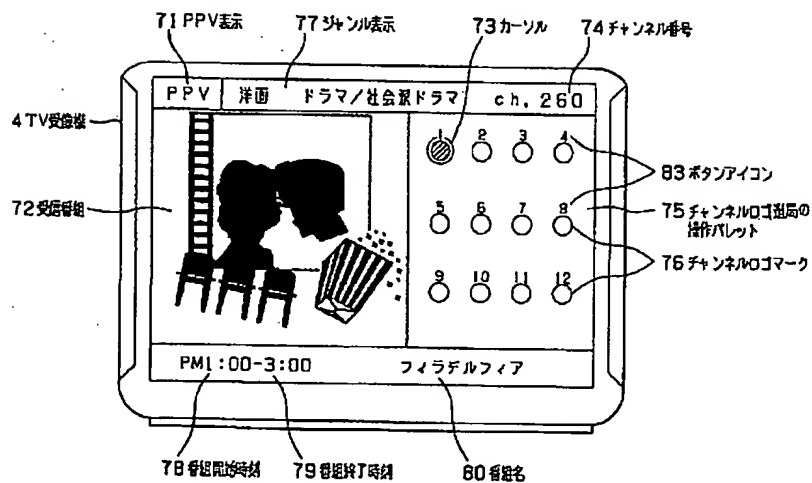 71 PPV表示
77 ジャンル表示
73 カーソル
74 チャンネル番号
PPV 洋画 ドラマ/社会派ドラマ ch, 260
4 TV受像機
1 2 3 4
83 ボタンアイコン
72 受信番組
5 6 7 8
75 チャンネルロゴ選局の
操作パレット
76 チャンネルロゴマーク
9 10 11 12
PM1:00-3:00 フィラデルフィア
78 番組開始時刻
79 番組終了時刻
80 番組名